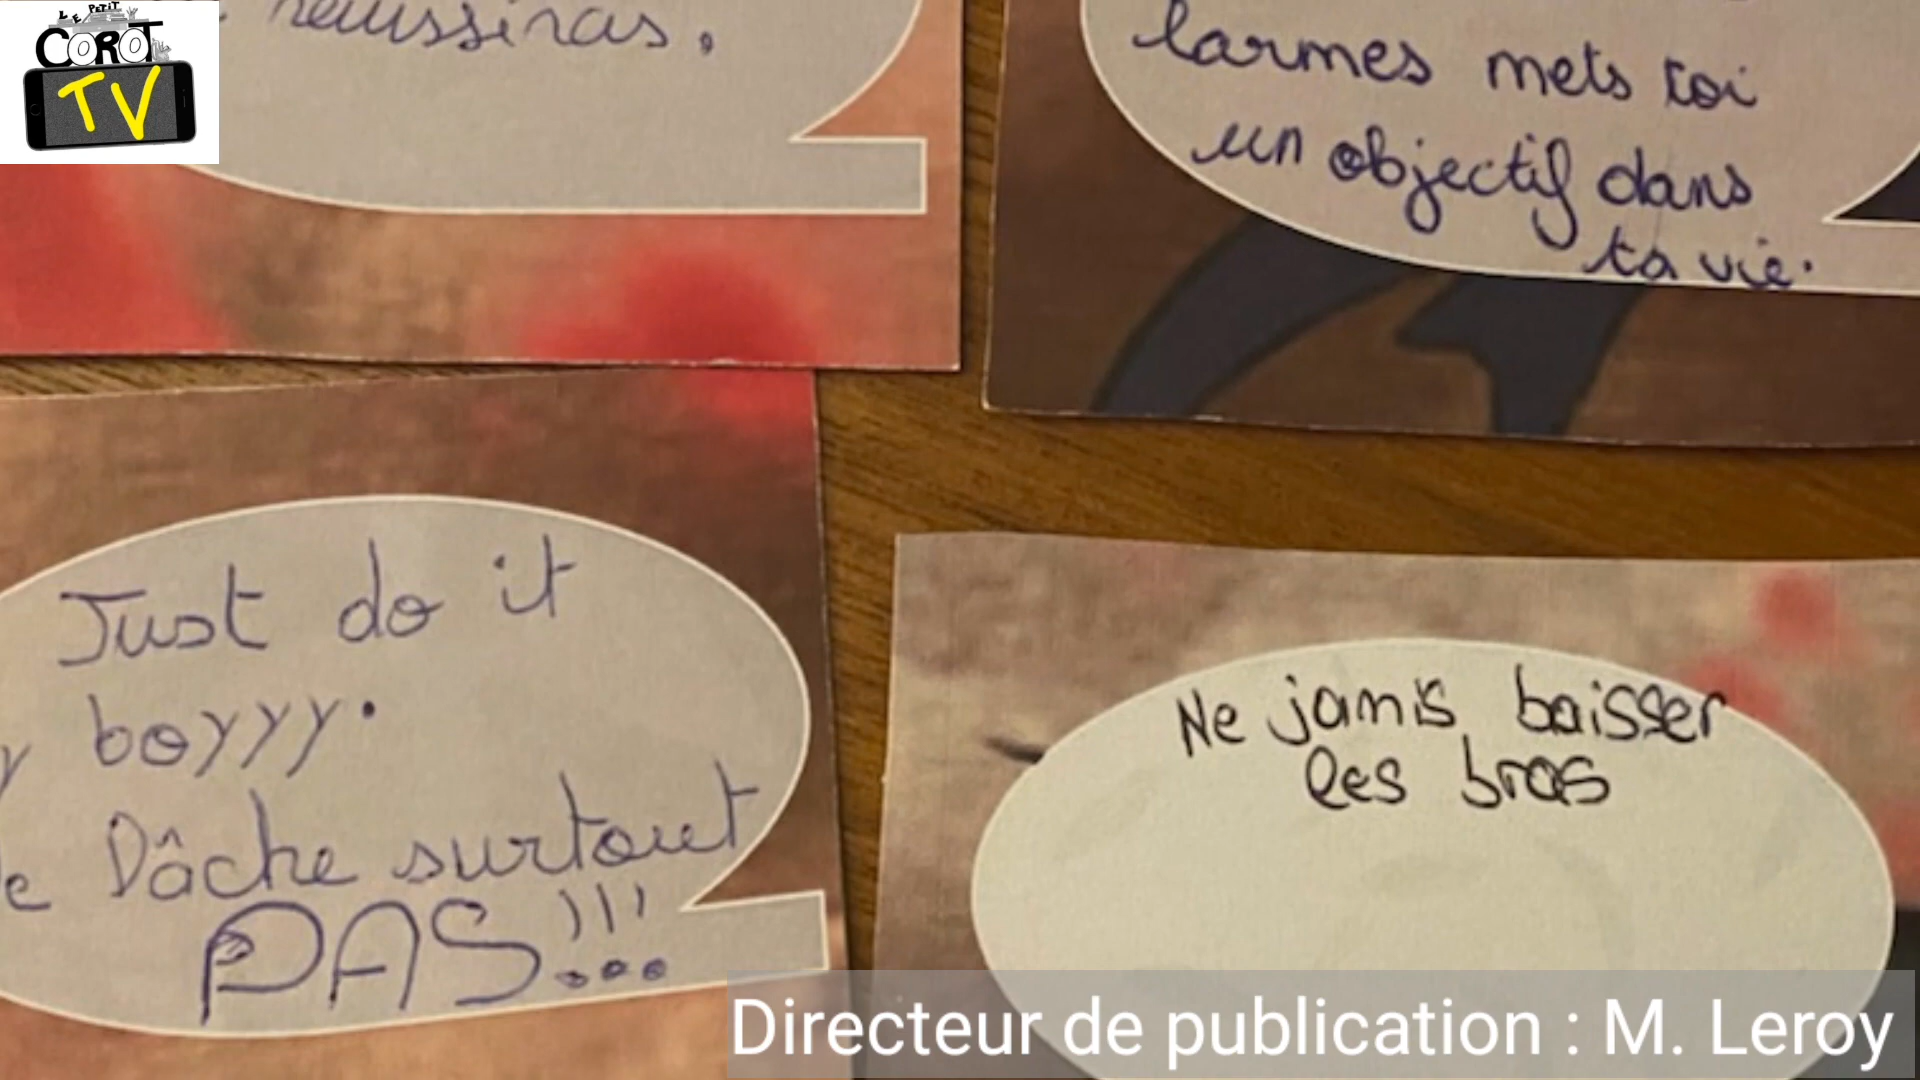 LE PETIT
COROT
TV
réussiras.
larmes mets toi
un objectif dans
ta vie.
Just do it
boyyy.
Dâche surtout
PAS!!!
Ne jamis baisser
les bras
Directeur de publication : M. Leroy